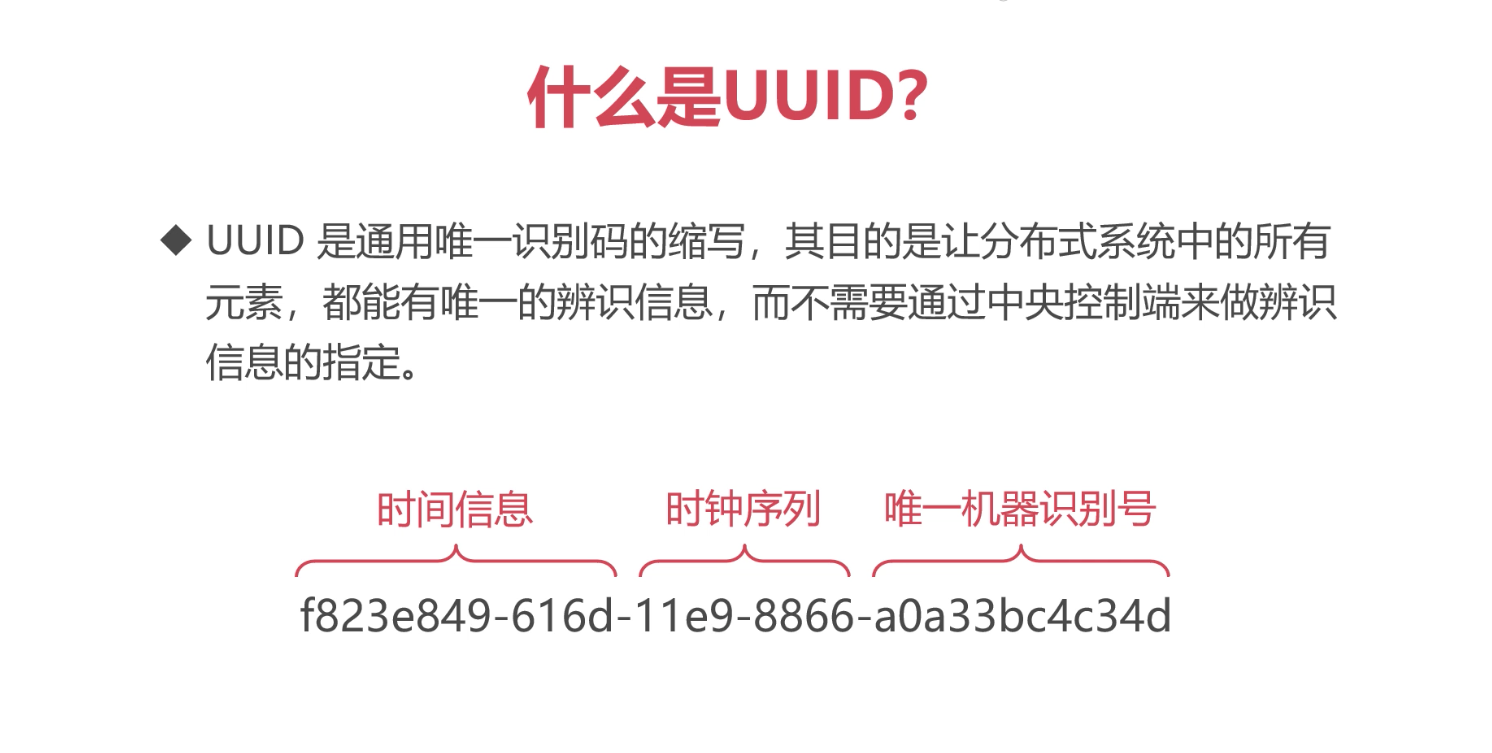 什么是UUID?
◆ UUID 是通用唯一识别码的缩写，其目的是让分布式系统中的所有
元素，都能有唯一的辨识信息，而不需要通过中央控制端来做辨识
信息的指定。
时间信息 时钟序列 唯一机器识别号
f823e849-616d-11e9-8866-a0a33bc4c34d